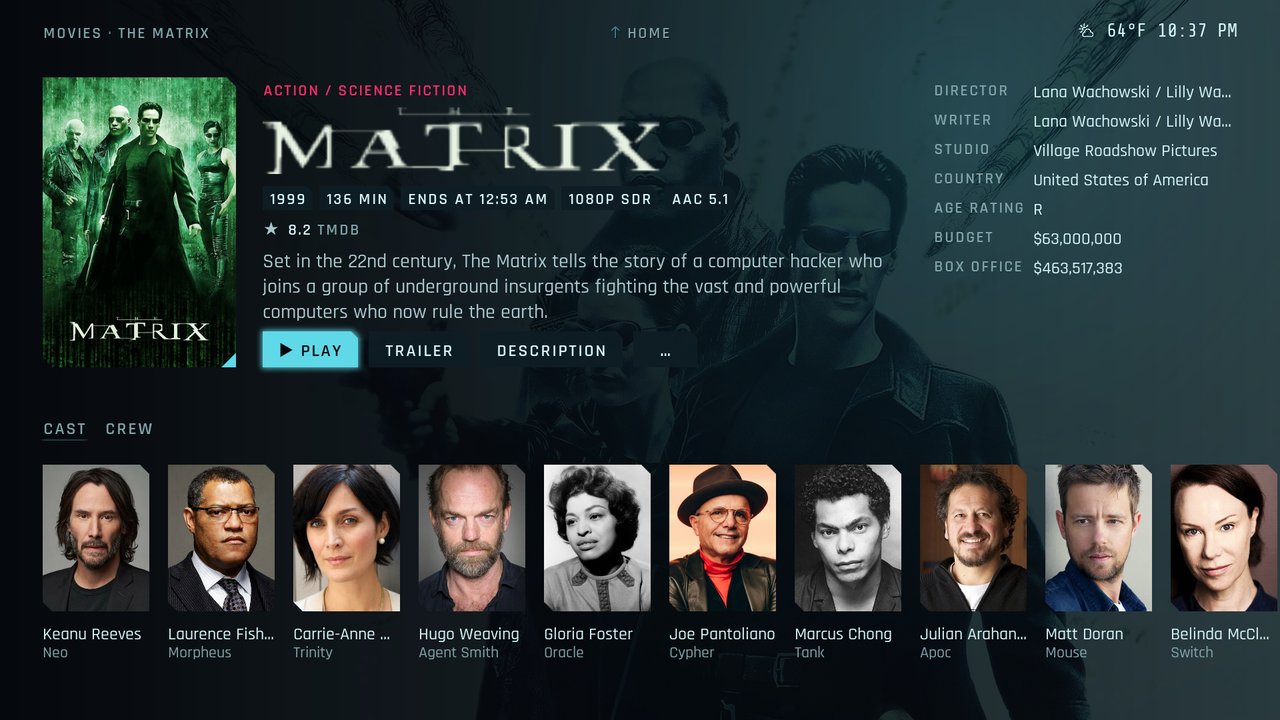 MOVIES · THE MATRIX
↑ HOME
64°F 10:37 PM
THE MATRIX
ACTION / SCIENCE FICTION
THE
MATRIX
1999 136 MIN ENDS AT 12:53 AM 1080P SDR AAC 5.1
★ 8.2 TMDB
Set in the 22nd century, The Matrix tells the story of a computer hacker who
joins a group of underground insurgents fighting the vast and powerful
computers who now rule the earth.
▶ PLAY TRAILER DESCRIPTION ...
DIRECTOR Lana Wachowski / Lilly Wa...
WRITER Lana Wachowski / Lilly Wa...
STUDIO Village Roadshow Pictures
COUNTRY United States of America
AGE RATING R
BUDGET $63,000,000
BOX OFFICE $463,517,383
CAST CREW
Keanu Reeves
Neo
Laurence Fish...
Morpheus
Carrie-Anne ...
Trinity
Hugo Weaving
Agent Smith
Gloria Foster
Oracle
Joe Pantoliano
Cypher
Marcus Chong
Tank
Julian Arahan...
Apoc
Matt Doran
Mouse
Belinda McCl...
Switch